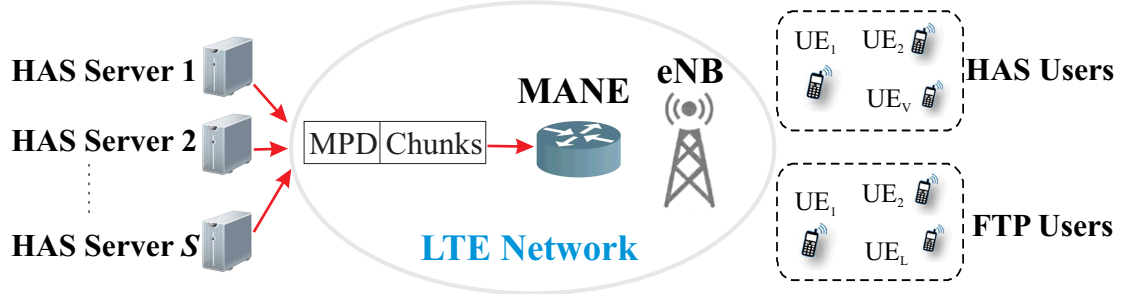 HAS Server 1
HAS Server 2
HAS Server S
MPD Chunks
MANE
eNB
LTE Network
UE1 UE2
UEV
HAS Users
UE1 UE2
UEL
FTP Users